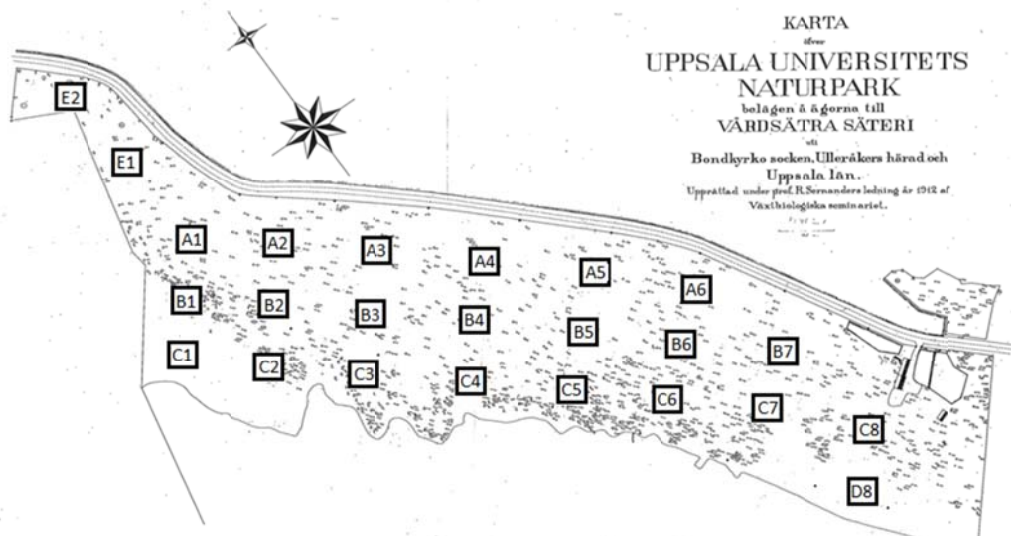 KARTA
öfver
UPPSALA UNIVERSITETS
NATURPARK
belägen å ägorna till
VÅRDSÄTRA SÄTERI
uti
Bondkyrko socken, Ulleråkers härad och
Uppsala län.
Upprättad under prof. R. Sernanders ledning år 1912 af
Växtbiologiska seminariet.
E2
E1
A1 A2 A3 A4 A5 A6
B1 B2 B3 B4 B5 B6 B7
C1 C2 C3 C4 C5 C6 C7 C8
D8